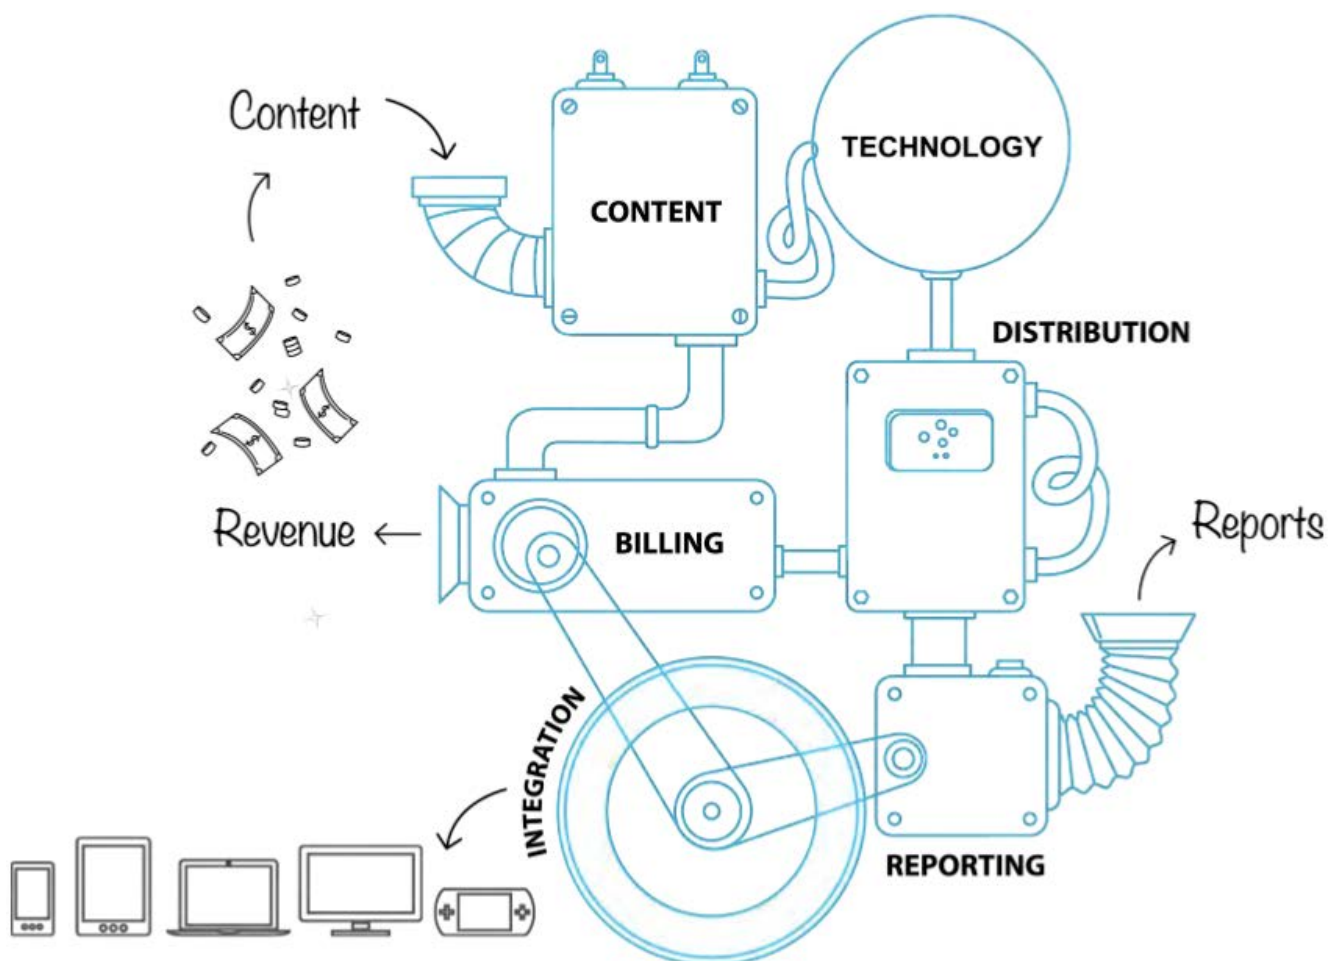 Content
TECHNOLOGY
CONTENT
DISTRIBUTION
Revenue
BILLING
Reports
INTEGRATION
REPORTING